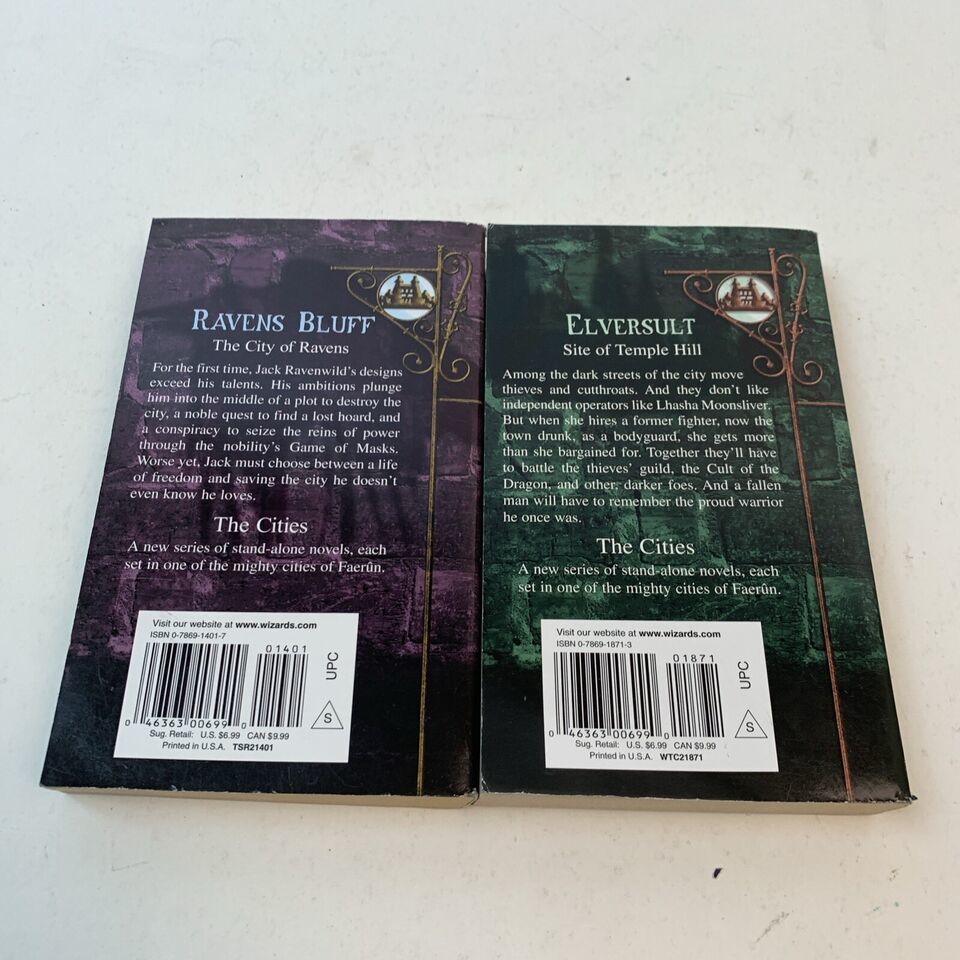 RAVENS BLUFF
The City of Ravens
For the first time, Jack Ravenwild's designs
exceed his talents. His ambitions plunge
him into the middle of a plot to destroy the
city, a noble quest to find a lost hoard, and
a conspiracy to seize the reins of power
through the nobility's Game of Masks.
Worse yet, Jack must choose between a life
of freedom and saving the city he doesn't
even know he loves.
The Cities
A new series of stand-alone novels, each
set in one of the mighty cities of Faerûn.
Visit our website at www.wizards.com
ISBN 0-7869-1401-7
01401
UPC
0 46363 00699 0
S
Sug. Retail: U.S. $6.99 CAN $9.99
Printed in U.S.A. TSR21401
ELVERSULT
Site of Temple Hill
Among the dark streets of the city move
thieves and cutthroats. And they don't like
independent operators like Lhasha Moonsliver.
But when she hires a former fighter, now the
town drunk, as a bodyguard, she gets more
than she bargained for. Together they'll have
to battle the thieves' guild, the Cult of the
Dragon, and other, darker foes. And a fallen
man will have to remember the proud warrior
he once was.
The Cities
A new series of stand-alone novels, each
set in one of the mighty cities of Faerûn.
Visit our website at www.wizards.com
ISBN 0-7869-1871-3
01871
UPC
0 46363 00699 0
S
Sug. Retail: U.S. $6.99 CAN $9.99
Printed in U.S.A. WTC21871